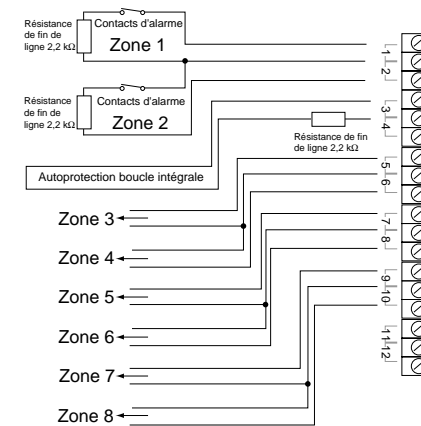 Résistance
de fin de
ligne 2,2 kΩ
Contacts d'alarme
Zone 1
Résistance
de fin de
ligne 2,2 kΩ
Contacts d'alarme
Zone 2
Résistance de fin
de ligne 2,2 kΩ
Autoprotection boucle intégrale
Zone 3
Zone 4
Zone 5
Zone 6
Zone 7
Zone 8
1
2
3
4
5
6
7
8
9
10
11
12